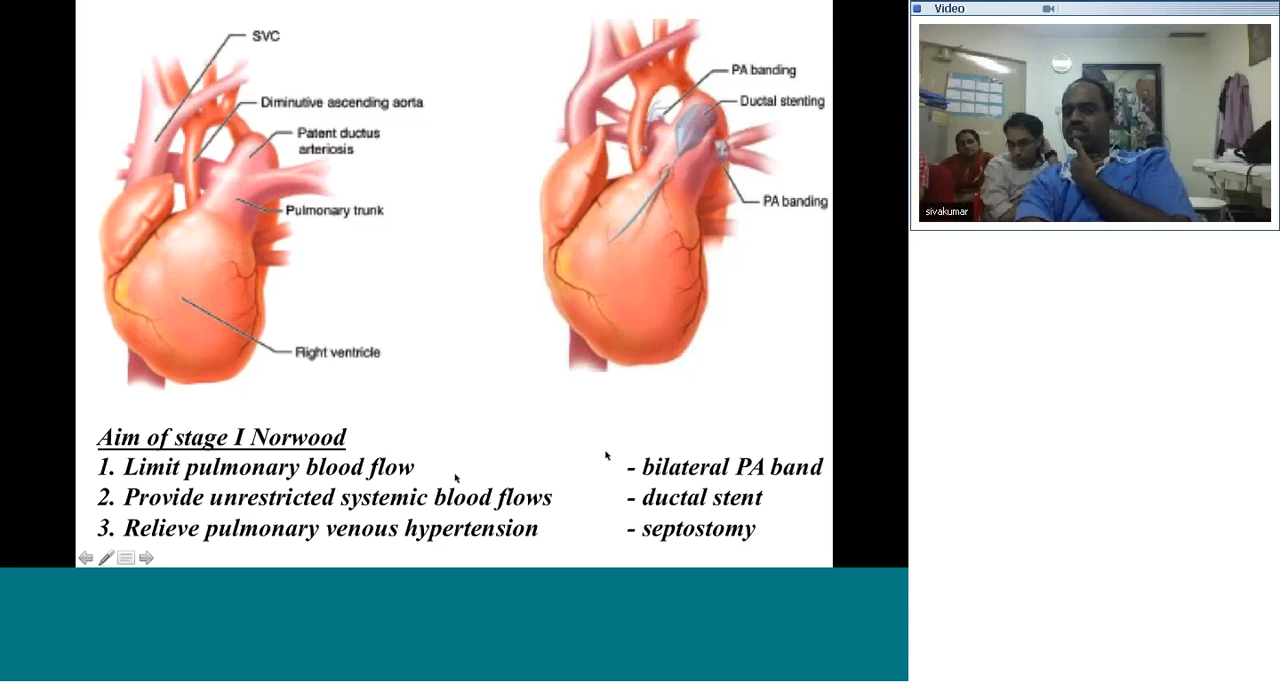 SVC
Diminutive ascending aorta
Patent ductus
arteriosis
Pulmonary trunk
Right ventricle
PA banding
Ductal stenting
PA banding
Aim of stage I Norwood
1. Limit pulmonary blood flow - bilateral PA band
2. Provide unrestricted systemic blood flows - ductal stent
3. Relieve pulmonary venous hypertension - septostomy
Video
sivakumar